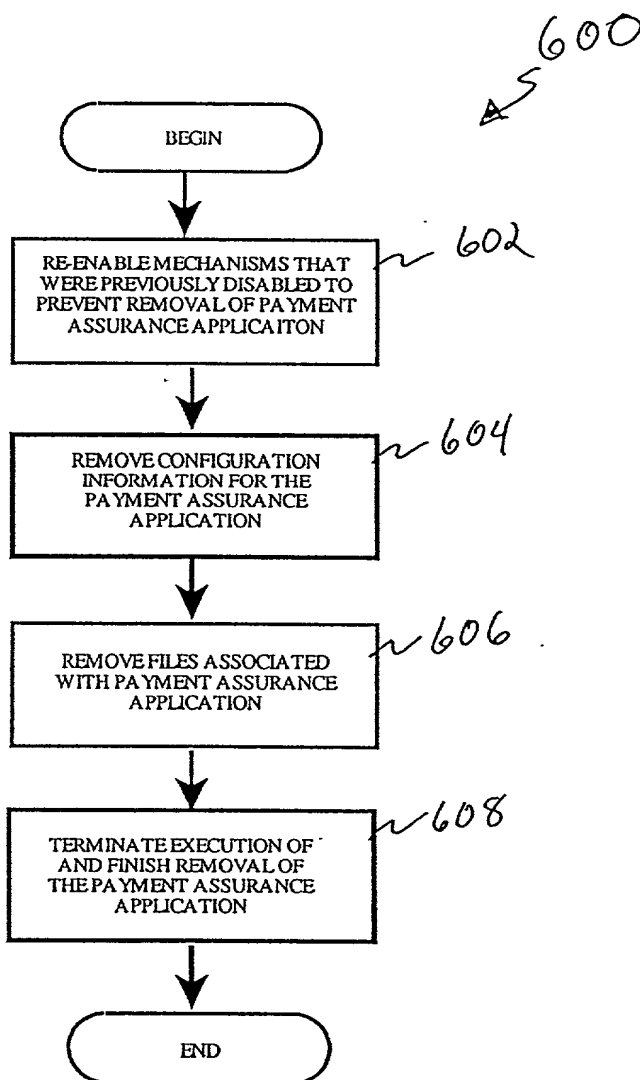 600
BEGIN
RE-ENABLE MECHANISMS THAT
WERE PREVIOUSLY DISABLED TO
PREVENT REMOVAL OF PAYMENT
ASSURANCE APPLICAITON
602
REMOVE CONFIGURATION
INFORMATION FOR THE
PAYMENT ASSURANCE
APPLICATION
604
REMOVE FILES ASSOCIATED
WITH PAYMENT ASSURANCE
APPLICATION
606
TERMINATE EXECUTION OF
AND FINISH REMOVAL OF
THE PAYMENT ASSURANCE
APPLICATION
608
END